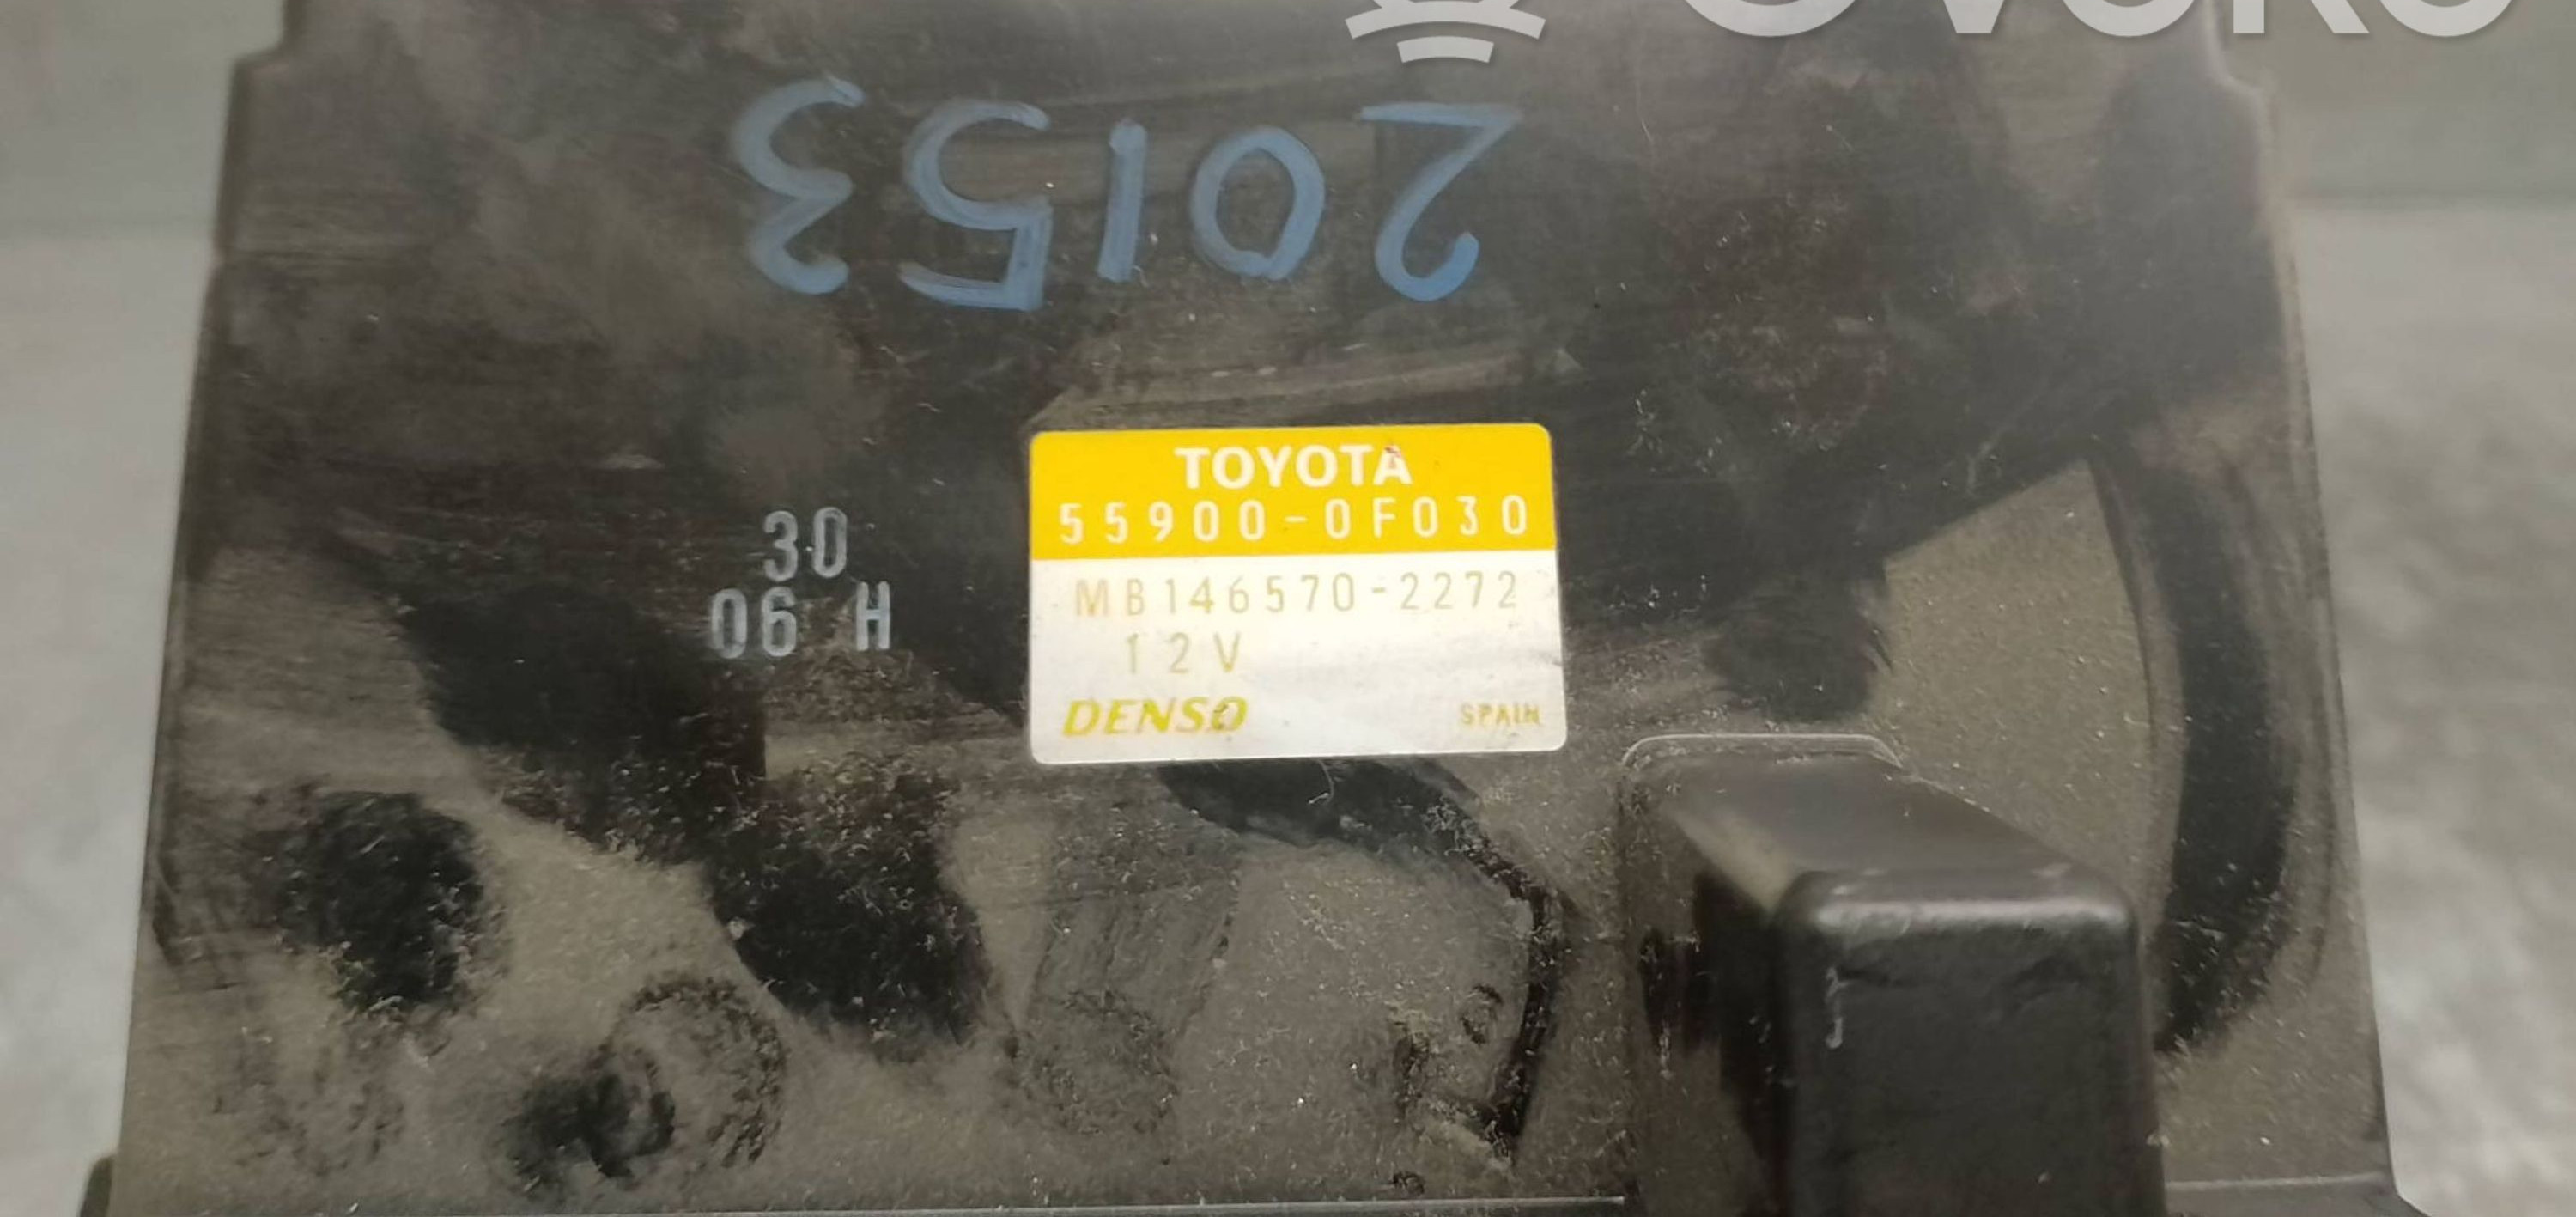 20153
TOYOTA
55900-0F030
30
06 H
MB146570-2272
12V
DENSO
SPAIN